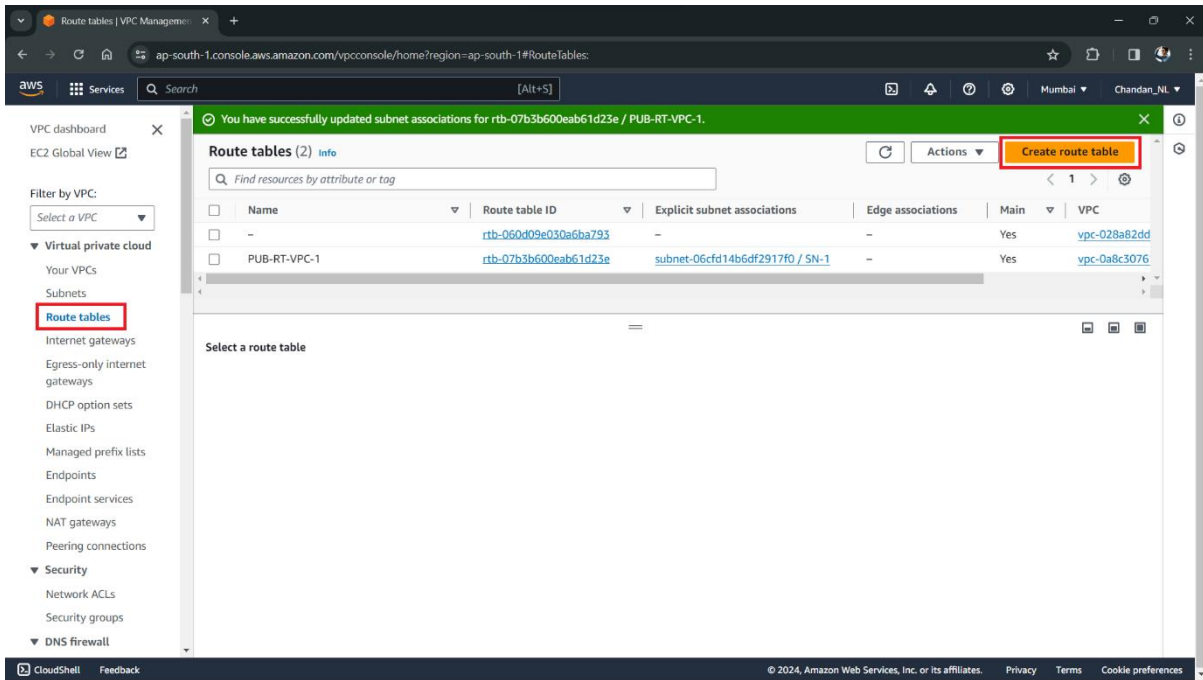 Route tables | VPC Managemen
ap-south-1.console.aws.amazon.com/vpcconsole/home?region=ap-south-1#RouteTables:
aws Services Search [Alt+S] Mumbai Chandan_NL
VPC dashboard
EC2 Global View
Filter by VPC:
Select a VPC
Virtual private cloud
Your VPCs
Subnets
Route tables
Internet gateways
Egress-only internet
gateways
DHCP option sets
Elastic IPs
Managed prefix lists
Endpoints
Endpoint services
NAT gateways
Peering connections
Security
Network ACLs
Security groups
DNS firewall
You have successfully updated subnet associations for rtb-07b3b600eab61d23e / PUB-RT-VPC-1.
Route tables (2) Info Actions Create route table
Find resources by attribute or tag 1
Name Route table ID Explicit subnet associations Edge associations Main VPC
– rtb-060d09e030a6ba793 – – Yes vpc-028a82dd
PUB-RT-VPC-1 rtb-07b3b600eab61d23e subnet-06cfd14b6df2917f0 / SN-1 – Yes vpc-0a8c3076
Select a route table
CloudShell Feedback © 2024, Amazon Web Services, Inc. or its affiliates. Privacy Terms Cookie preferences